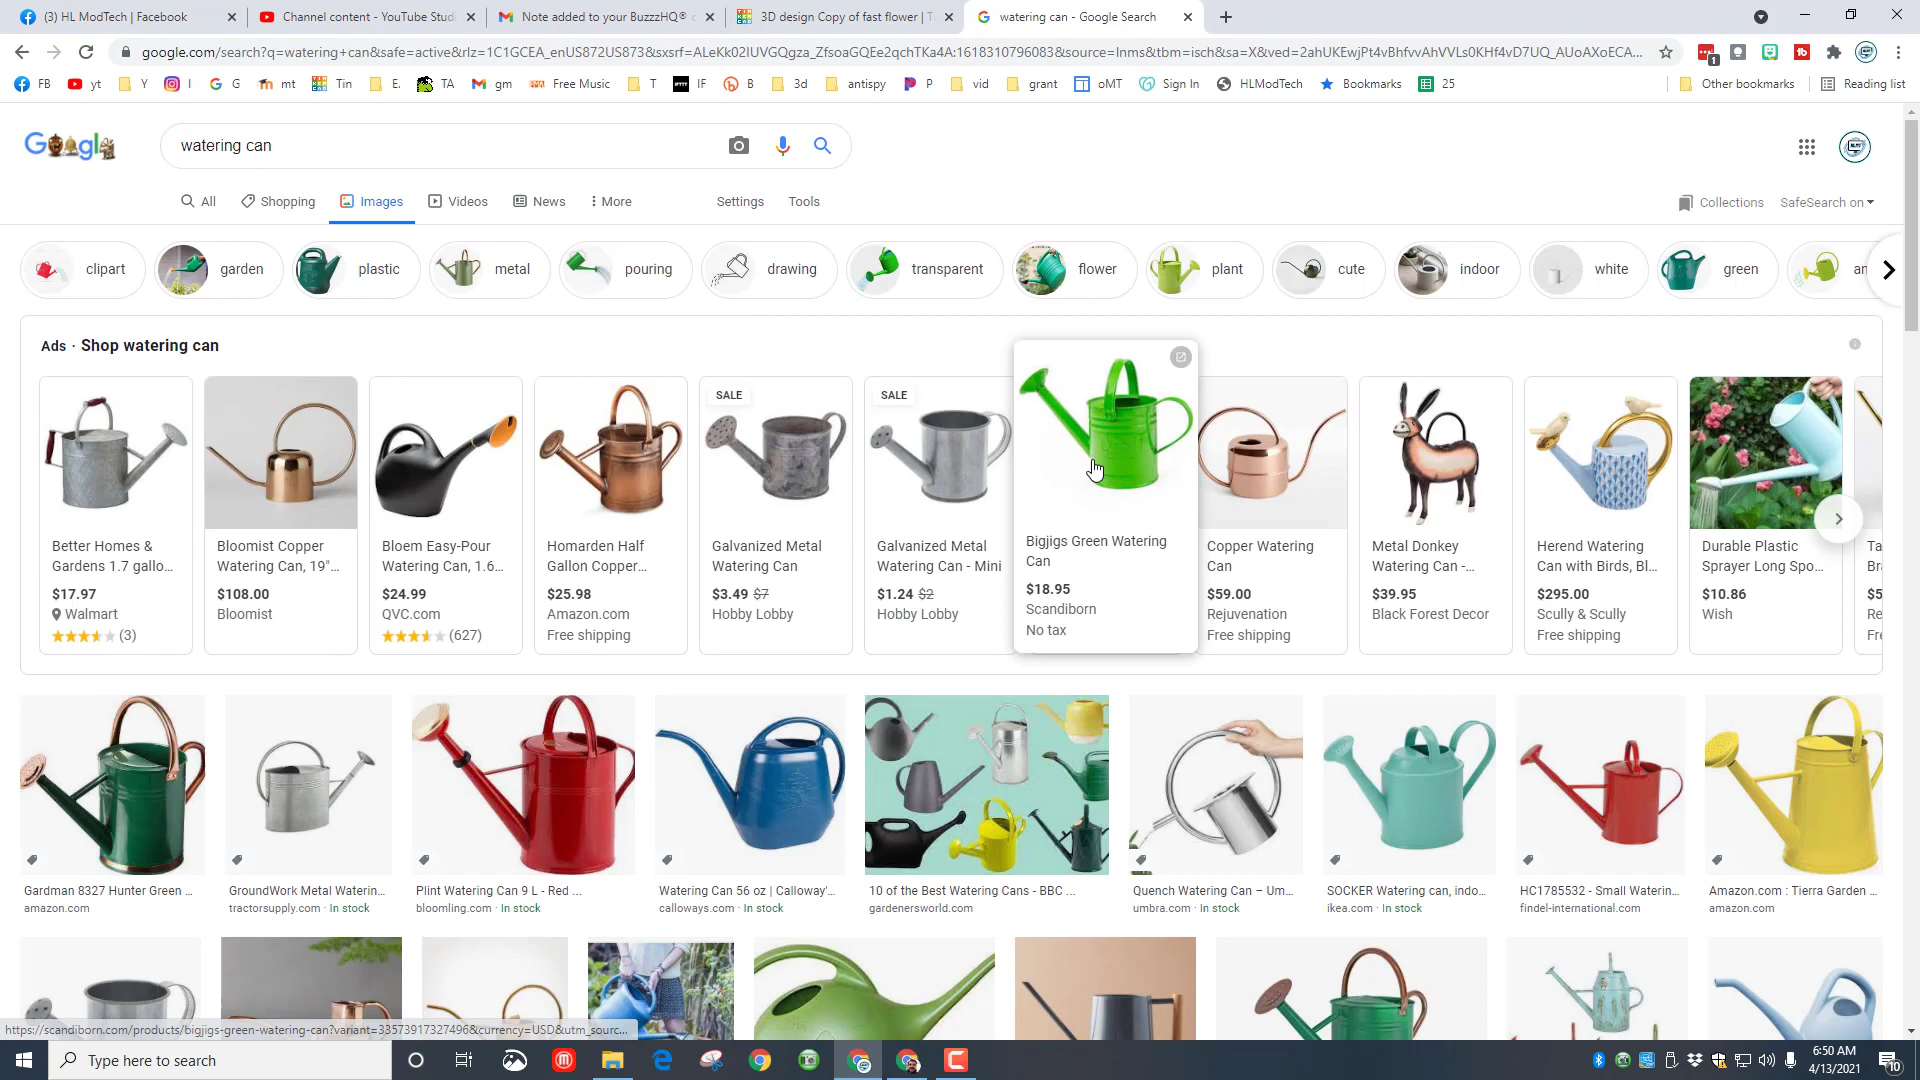 (3) HL ModTech | Facebook
Channel content - YouTube Studi
Note added to your BuzzzHQ®
3D design Copy of fast flower | T
watering can - Google Search
google.com/search?q=watering+can&safe=active&rlz=1C1GCEA_enUS872US873&sxsrf=ALeKk02IUVGQgza_ZfsoaGQEe2qchTKa4A:1618310796083&source=lnms&tbm=isch&sa=X&ved=2ahUKEwjPt4vBhfvvAhVVLs0KHf4vD7UQ_AUoAXoECA...
FB yt Y I G mt Tin E. TA gm Free Music T IF B 3d antispy P vid grant oMT Sign In HLModTech Bookmarks 25 Other bookmarks Reading list
watering can
All Shopping Images Videos News More Settings Tools Collections SafeSearch on
clipart garden plastic metal pouring drawing transparent flower plant cute indoor white green an
Ads · Shop watering can
SALE
SALE
Better Homes &
Gardens 1.7 gallo...
$17.97
Walmart
(3)
Bloomist Copper
Watering Can, 19"...
$108.00
Bloomist
Bloem Easy-Pour
Watering Can, 1.6...
$24.99
QVC.com
(627)
Homarden Half
Gallon Copper...
$25.98
Amazon.com
Free shipping
Galvanized Metal
Watering Can
$3.49 $7
Hobby Lobby
Galvanized Metal
Watering Can - Mini
$1.24 $2
Hobby Lobby
Bigjigs Green Watering
Can
$18.95
Scandiborn
No tax
Copper Watering
Can
$59.00
Rejuvenation
Free shipping
Metal Donkey
Watering Can -...
$39.95
Black Forest Decor
Herend Watering
Can with Birds, Bl...
$295.00
Scully & Scully
Free shipping
Durable Plastic
Sprayer Long Spo...
$10.86
Wish
Ta
Bra
$5
Re
Fre
Gardman 8327 Hunter Green ...
amazon.com
GroundWork Metal Waterin...
tractorsupply.com · In stock
Plint Watering Can 9 L - Red ...
bloomling.com · In stock
Watering Can 56 oz | Calloway'...
calloways.com · In stock
10 of the Best Watering Cans - BBC ...
gardenersworld.com
Quench Watering Can – Um...
umbra.com · In stock
SOCKER Watering can, indo...
ikea.com · In stock
HC1785532 - Small Waterin...
findel-international.com
Amazon.com : Tierra Garden ...
amazon.com
https://scandiborn.com/products/bigjigs-green-watering-can?variant=33573917327496&currency=USD&utm_sourc...
Type here to search
6:50 AM
4/13/2021
10